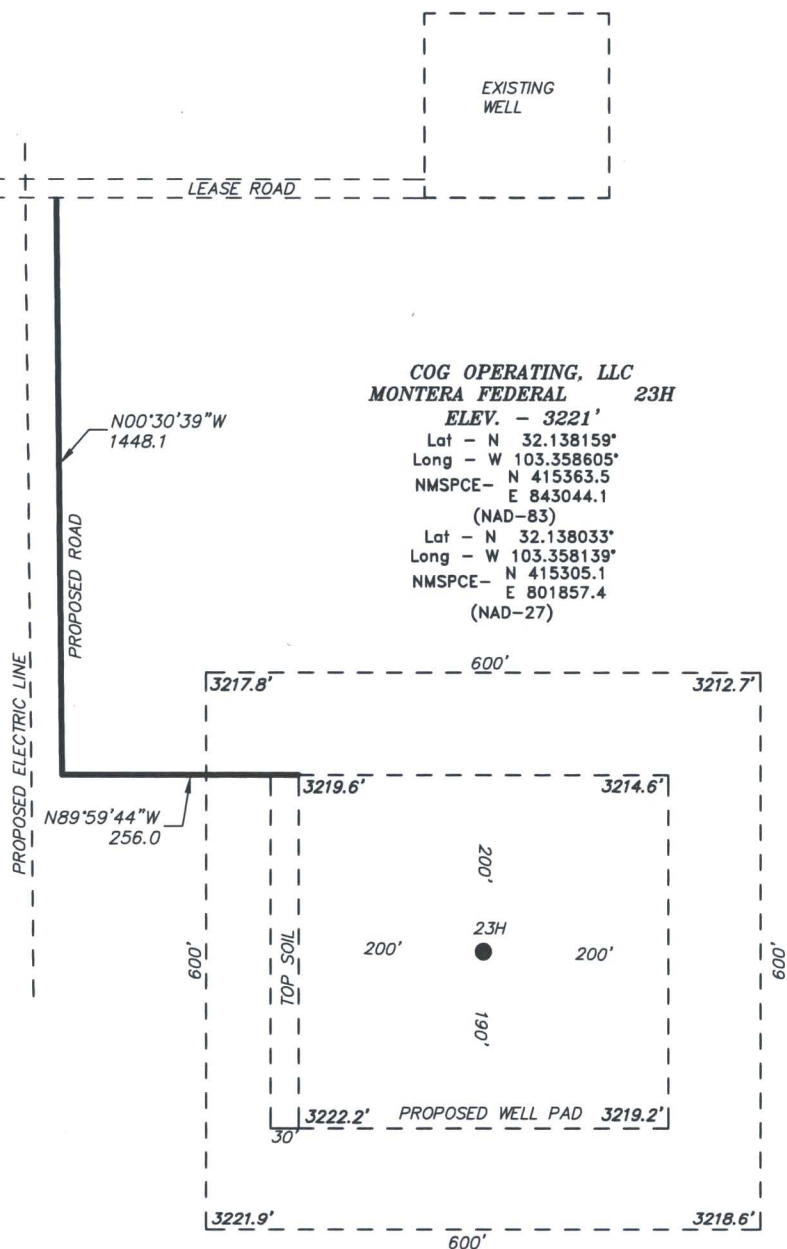 EXISTING
WELL
LEASE ROAD
COG OPERATING, LLC
MONTERA FEDERAL 23H
ELEV. - 3221'
Lat - N 32.138159°
Long - W 103.358605°
NMSPCE- N 415363.5
E 843044.1
(NAD-83)
Lat - N 32.138033°
Long - W 103.358139°
NMSPCE- N 415305.1
E 801857.4
(NAD-27)
N00°30'39"W
1448.1
PROPOSED ROAD
PROPOSED ELECTRIC LINE
600'
3217.8'
3212.7'
3219.6'
3214.6'
N89°59'44"W
256.0
200'
23H
200'
200'
190'
600'
TOP SOIL
600'
3222.2'
PROPOSED WELL PAD
3219.2'
30'
3221.9'
3218.6'
600'